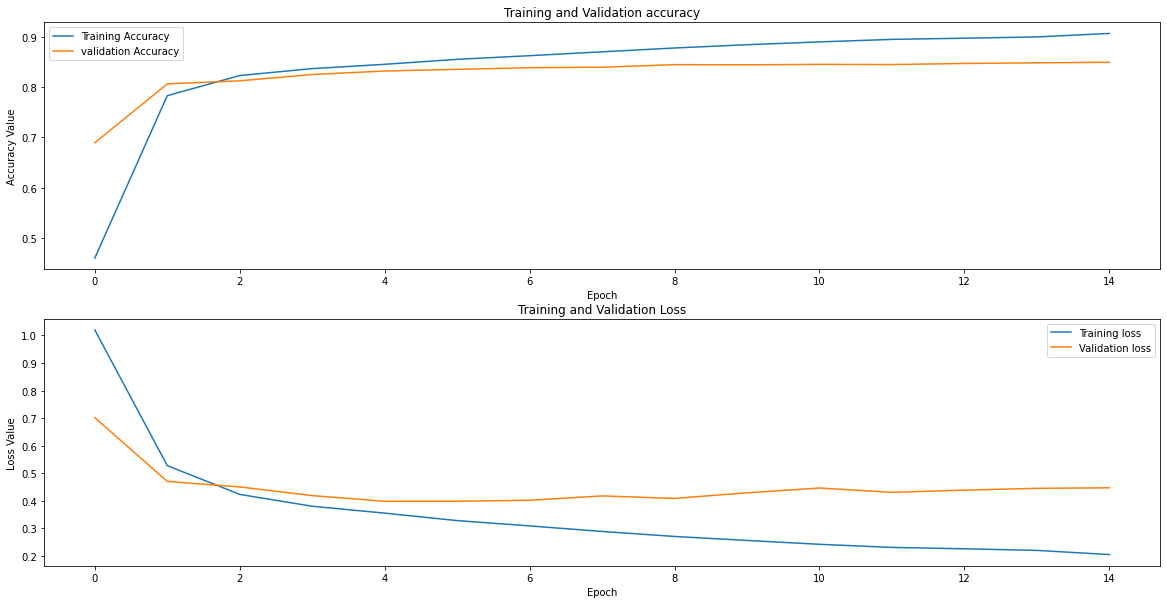 Training and Validation accuracy
Training Accuracy
validation Accuracy
Accuracy Value
0.9
0.8
0.7
0.6
0.5
0 2 4 6 8 10 12 14
Epoch
Training and Validation Loss
Training loss
Validation loss
Loss Value
1.0
0.9
0.8
0.7
0.6
0.5
0.4
0.3
0.2
0 2 4 6 8 10 12 14
Epoch